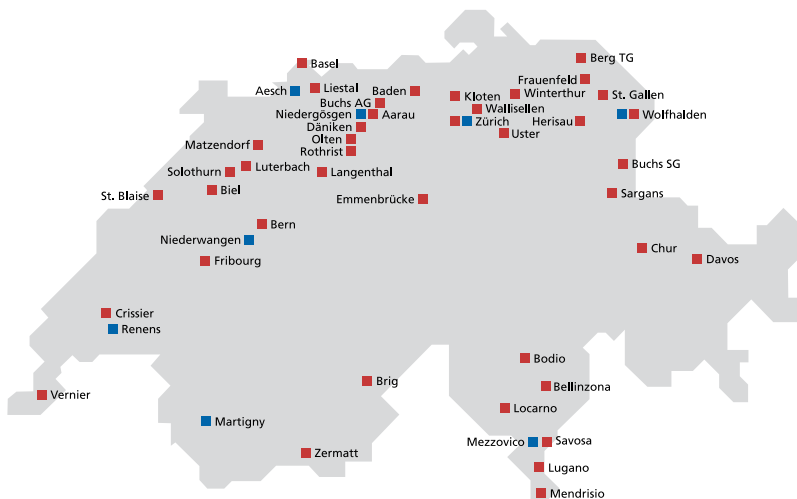 Berg TG
Basel
Frauenfeld
Aesch
Liestal
Baden
Kloten
Winterthur
St. Gallen
Buchs AG
Wallisellen
Niedergösgen
Aarau
Zürich
Herisau
Wolfhalden
Däniken
Uster
Olten
Matzendorf
Rothrist
Buchs SG
Luterbach
Solothurn
Langenthal
St. Blaise
Biel
Emmenbrücke
Sargans
Bern
Niederwangen
Chur
Fribourg
Davos
Crissier
Renens
Bodio
Brig
Bellinzona
Vernier
Locarno
Martigny
Mezzovico
Savosa
Zermatt
Lugano
Mendrisio